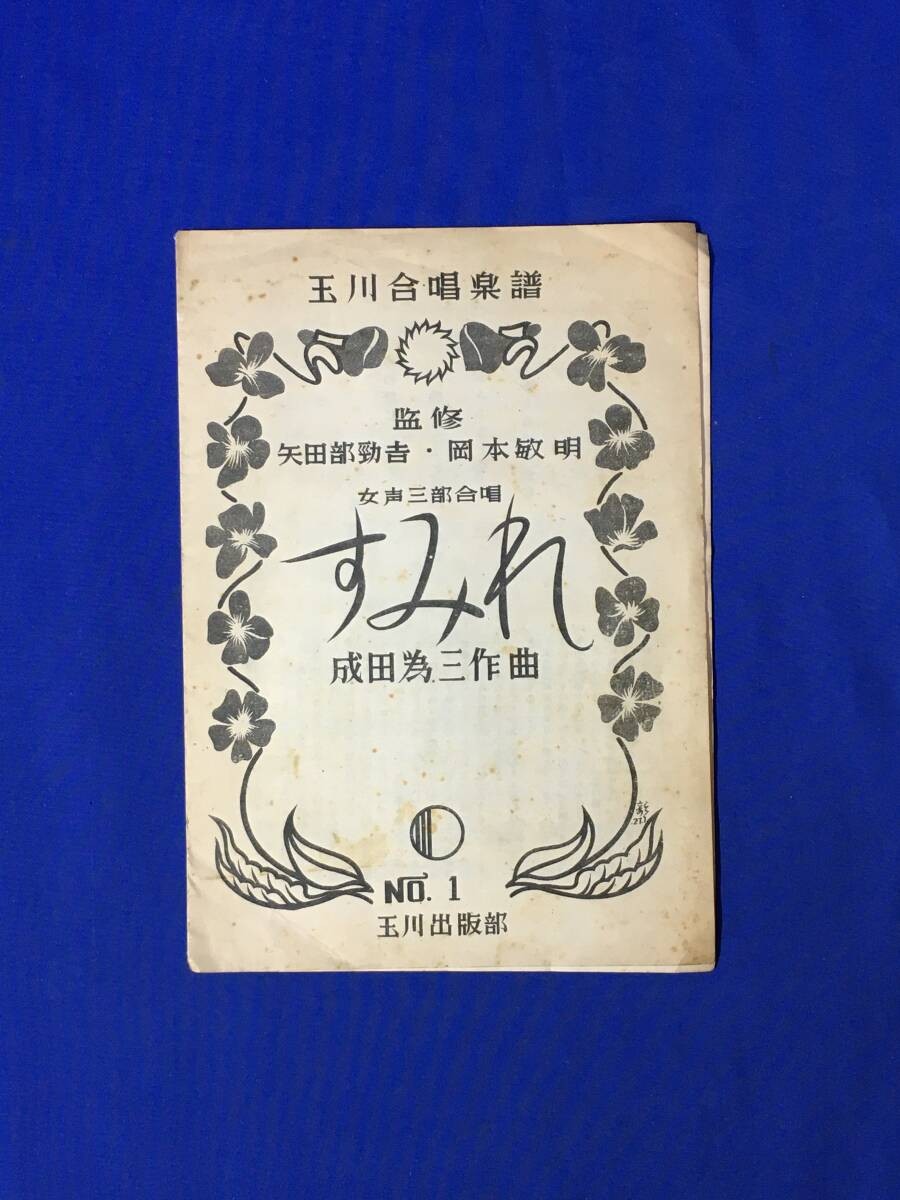 玉川合唱楽譜
監修
矢田部勁吉・岡本敏明
女声三部合唱
すみれ
成田為三作曲
NO. 1
玉川出版部